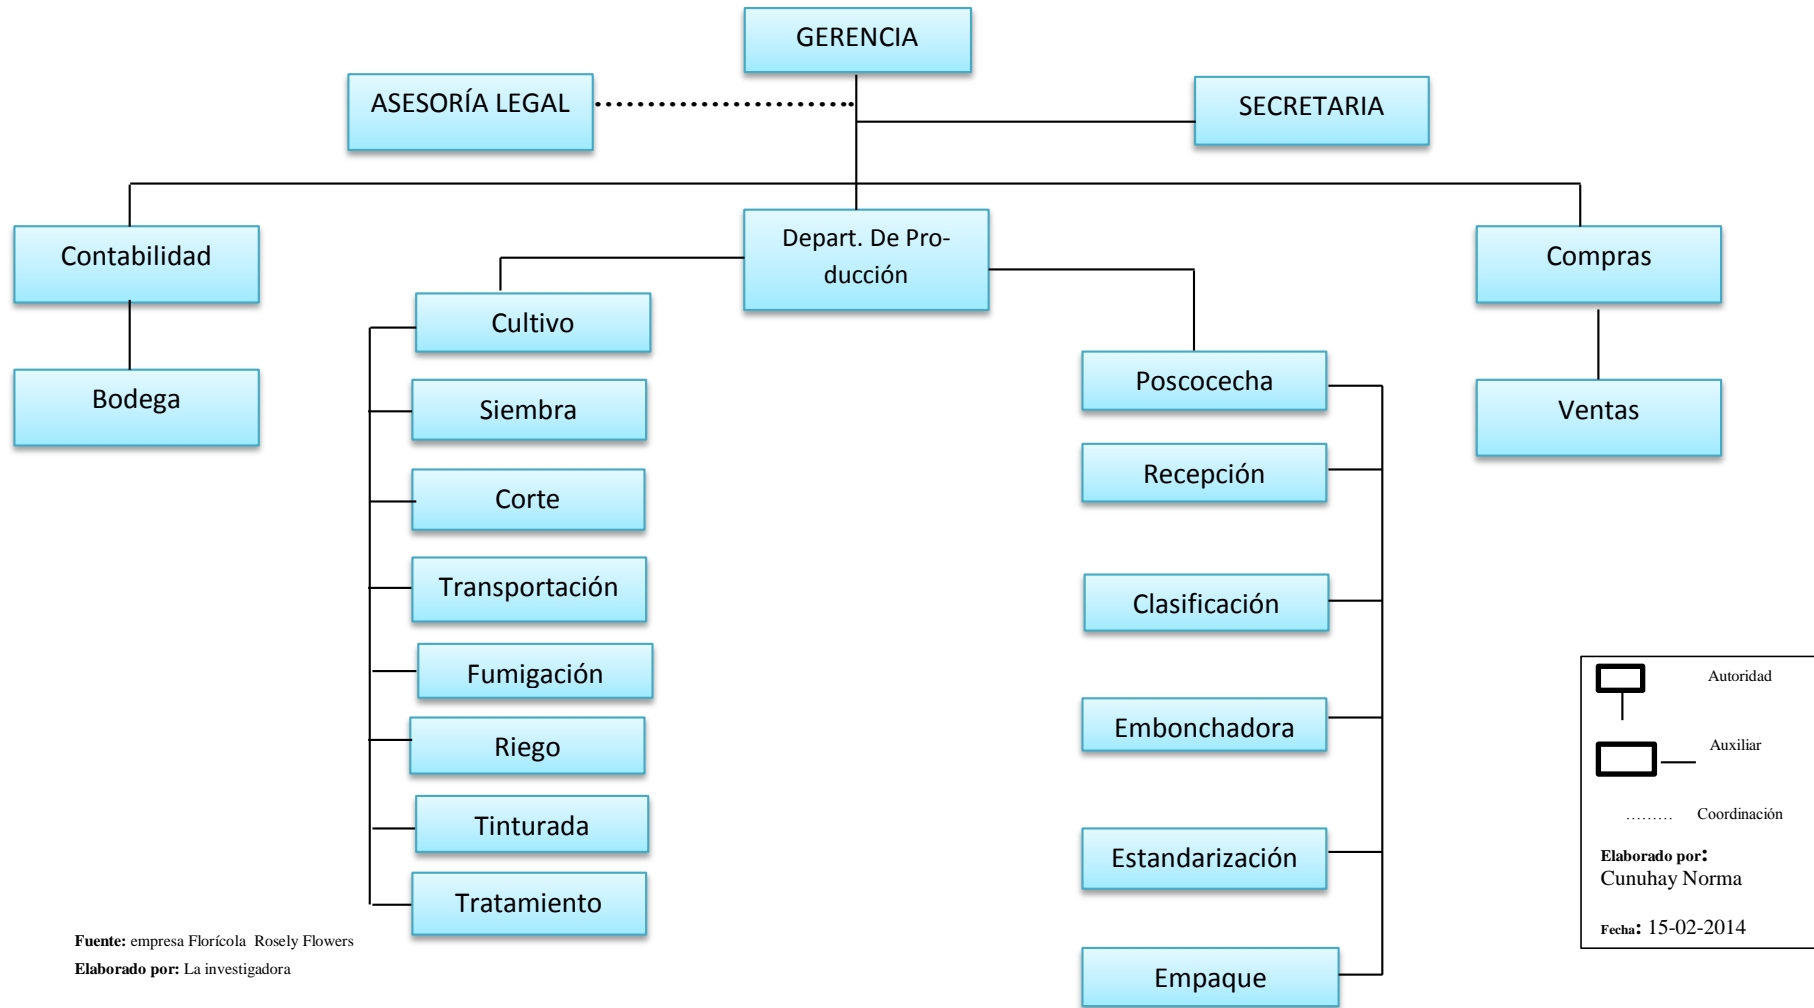 GERENCIA
ASESORÍA LEGAL
SECRETARIA
Contabilidad
Depart. De Pro-
ducción
Compras
Bodega
Ventas
Cultivo
Siembra
Corte
Transportación
Fumigación
Riego
Tinturada
Tratamiento
Poscocecha
Recepción
Clasificación
Embonchadora
Estandarización
Empaque
Autoridad
Auxiliar
......... Coordinación
Elaborado por:
Cunuhay Norma
Fecha: 15-02-2014
Fuente: empresa Florícola Rosely Flowers
Elaborado por: La investigadora